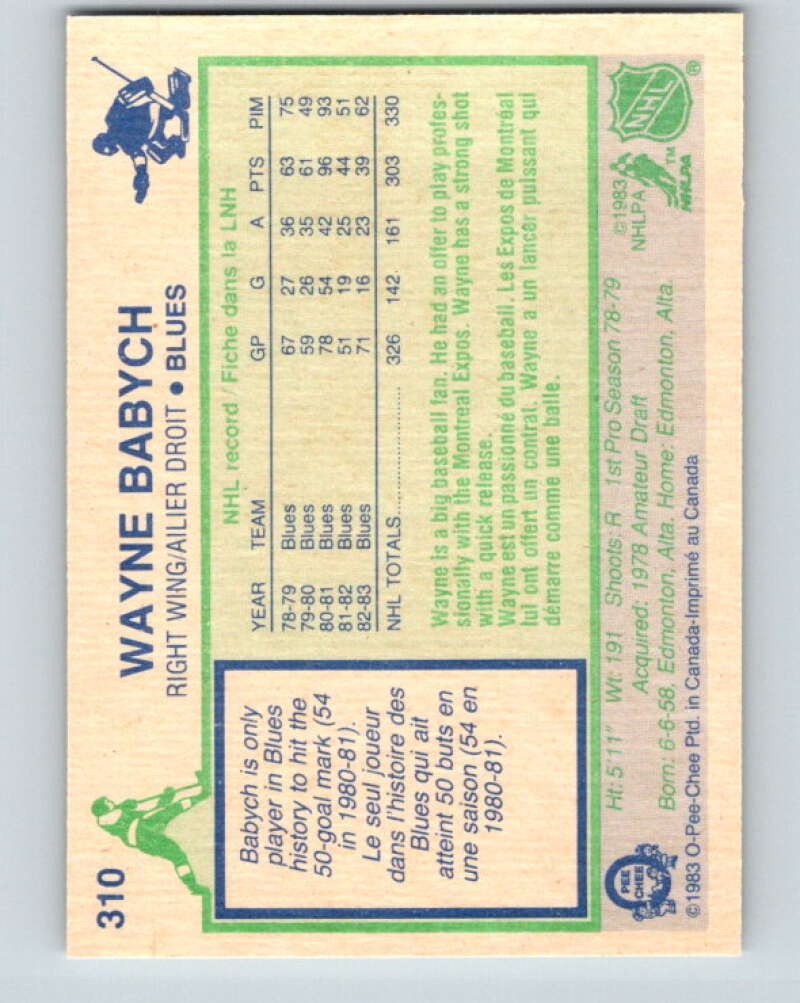 310
WAYNE BABYCH
RIGHT WING/AILIER DROIT • BLUES
Babych is only
player in Blues
history to hit the
50-goal mark (54
in 1980-81).
Le seul joueur
dans l'histoire des
Blues qui ait
atteint 50 buts en
une saison (54 en
1980-81).
NHL record / Fiche dans la LNH
YEAR TEAM GP G A PTS PIM
78-79 Blues 67 27 36 63 75
79-80 Blues 59 26 35 61 49
80-81 Blues 78 54 42 96 93
81-82 Blues 51 19 25 44 51
82-83 Blues 71 16 23 39 62
NHL TOTALS.................... 326 142 161 303 330
Wayne is a big baseball fan. He had an offer to play profes-
sionally with the Montreal Expos. Wayne has a strong shot
with a quick release.
Wayne est un passionné du baseball. Les Expos de Montréal
lui ont offert un contrat. Wayne a un lancer puissant qui
démarre comme une balle.
Ht: 5'11" Wt: 191 Shoots: R 1st Pro Season 78-79
Acquired: 1978 Amateur Draft
Born: 6-6-58, Edmonton, Alta. Home: Edmonton, Alta.
©1983
NHLPA
NHLPA
TM
NHL
®
O
PEE
CHEE
©1983 O-Pee-Chee Ptd. in Canada-Imprimé au Canada